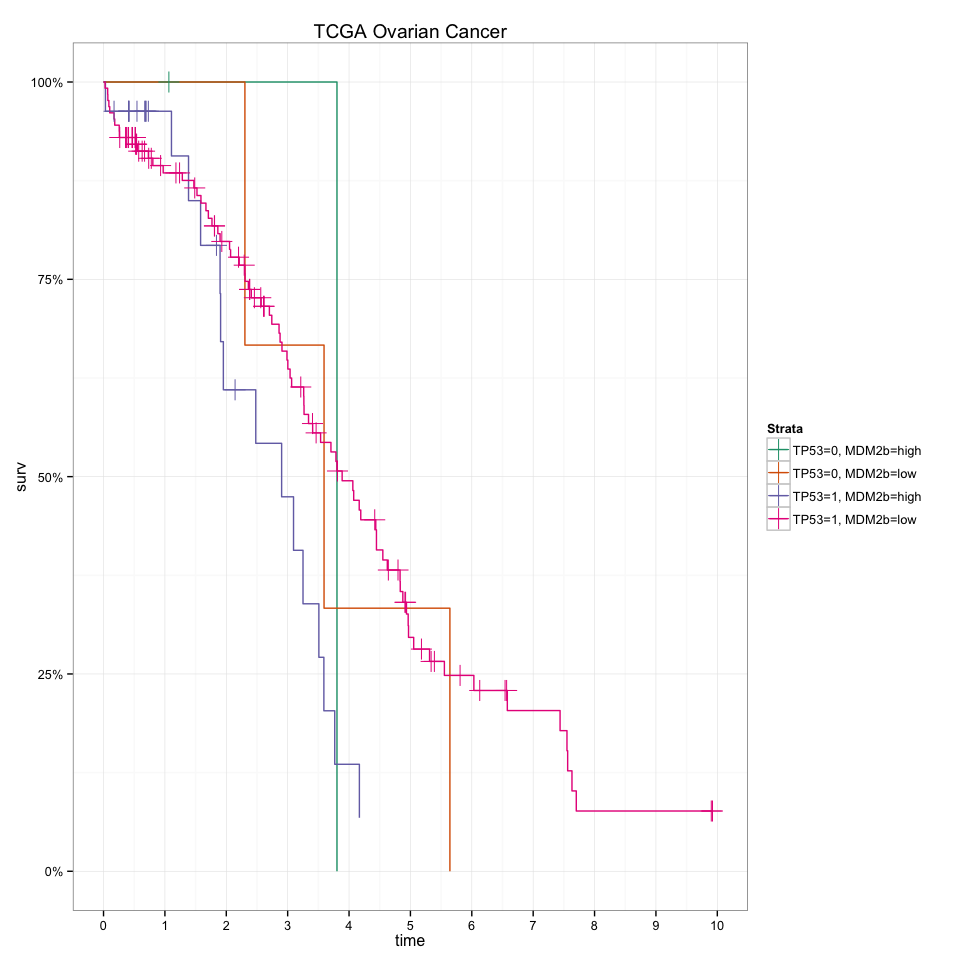 TCGA Ovarian Cancer
100%
75%
50%
25%
0%
surv
0 1 2 3 4 5 6 7 8 9 10
time
Strata
TP53=0, MDM2b=high
TP53=0, MDM2b=low
TP53=1, MDM2b=high
TP53=1, MDM2b=low